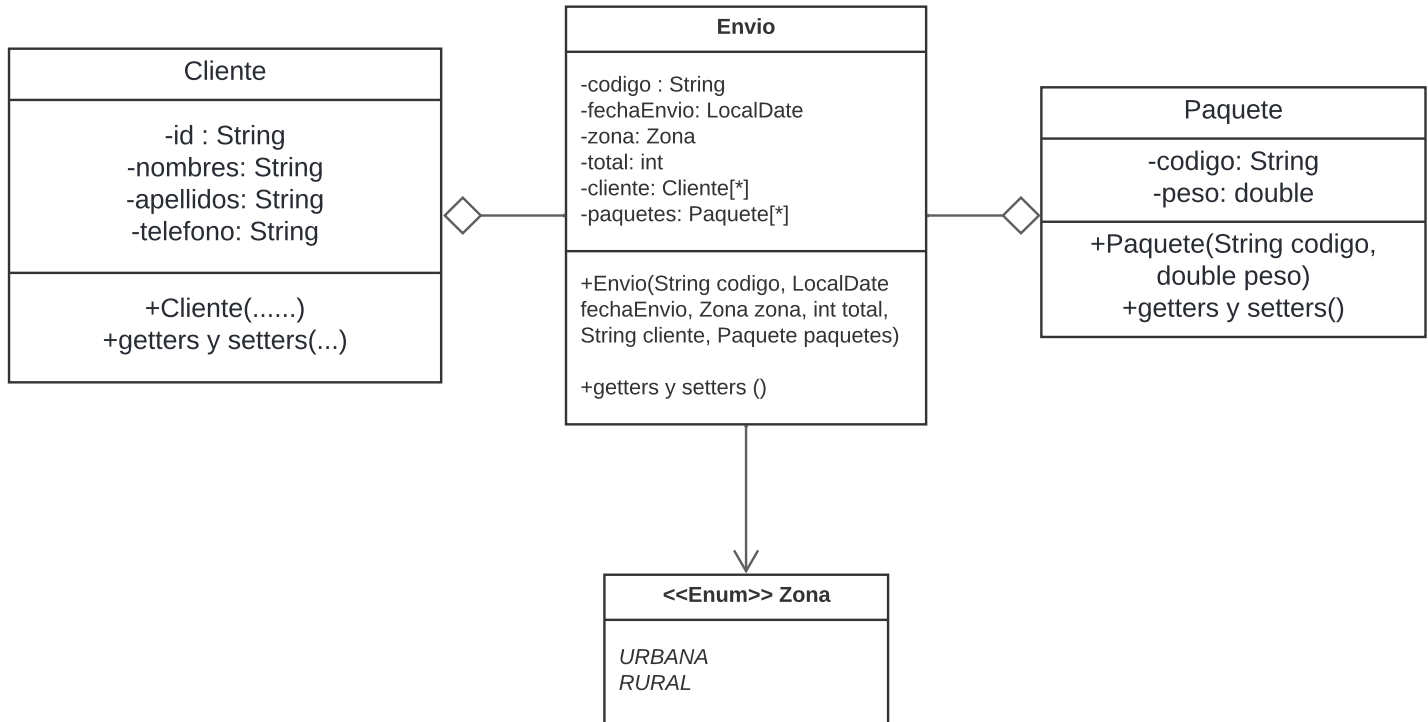 Cliente
-id : String
-nombres: String
-apellidos: String
-telefono: String
+Cliente(......)
+getters y setters(...)
Envio
-codigo : String
-fechaEnvio: LocalDate
-zona: Zona
-total: int
-cliente: Cliente[*]
-paquetes: Paquete[*]
+Envio(String codigo, LocalDate
fechaEnvio, Zona zona, int total,
String cliente, Paquete paquetes)
+getters y setters ()
Paquete
-codigo: String
-peso: double
+Paquete(String codigo,
double peso)
+getters y setters()
<<Enum>> Zona
URBANA
RURAL